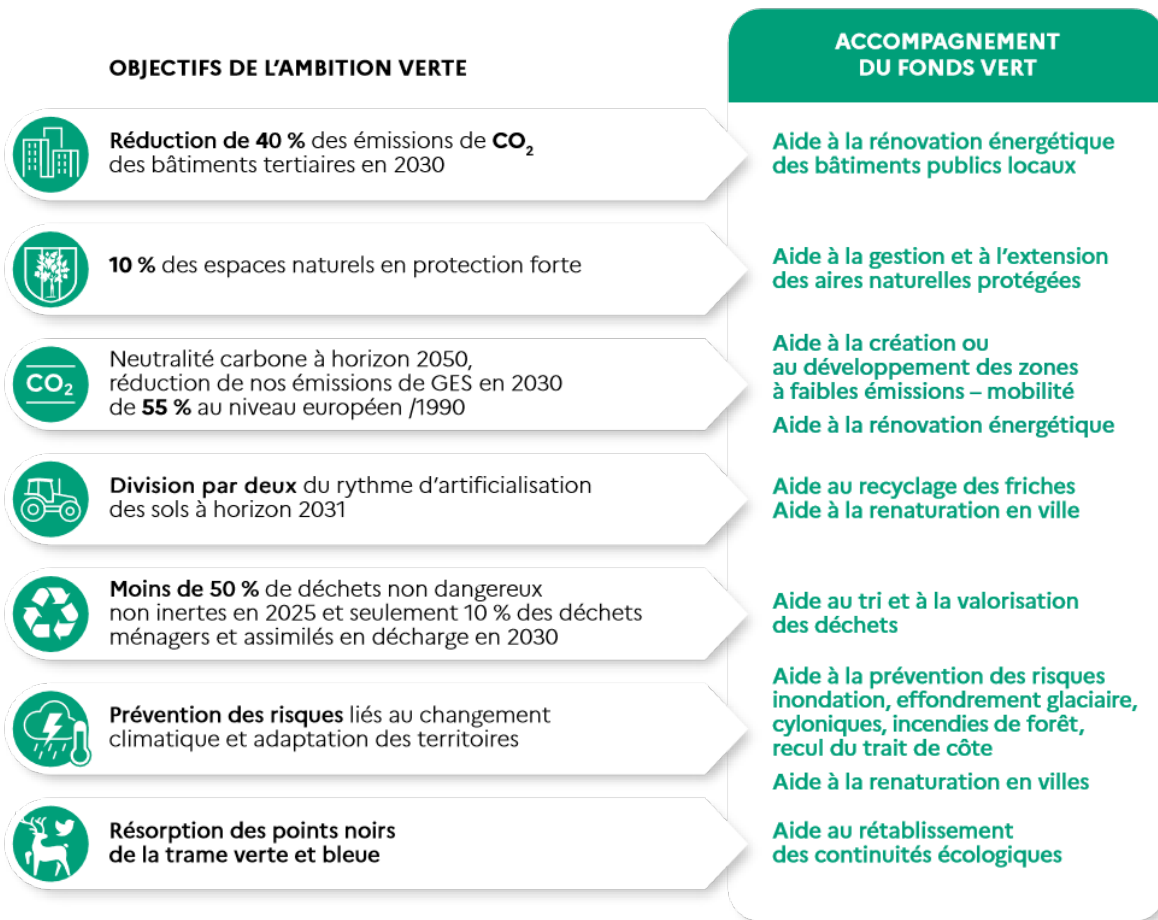 OBJECTIFS DE L’AMBITION VERTE
ACCOMPAGNEMENT
DU FONDS VERT
Réduction de 40 % des émissions de CO₂
des bâtiments tertiaires en 2030
Aide à la rénovation énergétique
des bâtiments publics locaux
10 % des espaces naturels en protection forte
Aide à la gestion et à l’extension
des aires naturelles protégées
CO₂
Neutralité carbone à horizon 2050,
réduction de nos émissions de GES en 2030
de 55 % au niveau européen /1990
Aide à la création ou
au développement des zones
à faibles émissions – mobilité
Aide à la rénovation énergétique
Division par deux du rythme d’artificialisation
des sols à horizon 2031
Aide au recyclage des friches
Aide à la renaturation en ville
Moins de 50 % de déchets non dangereux
non inertes en 2025 et seulement 10 % des déchets
ménagers et assimilés en décharge en 2030
Aide au tri et à la valorisation
des déchets
Prévention des risques liés au changement
climatique et adaptation des territoires
Aide à la prévention des risques
inondation, effondrement glaciaire,
cyloniques, incendies de forêt,
recul du trait de côte
Aide à la renaturation en villes
Résorption des points noirs
de la trame verte et bleue
Aide au rétablissement
des continuités écologiques